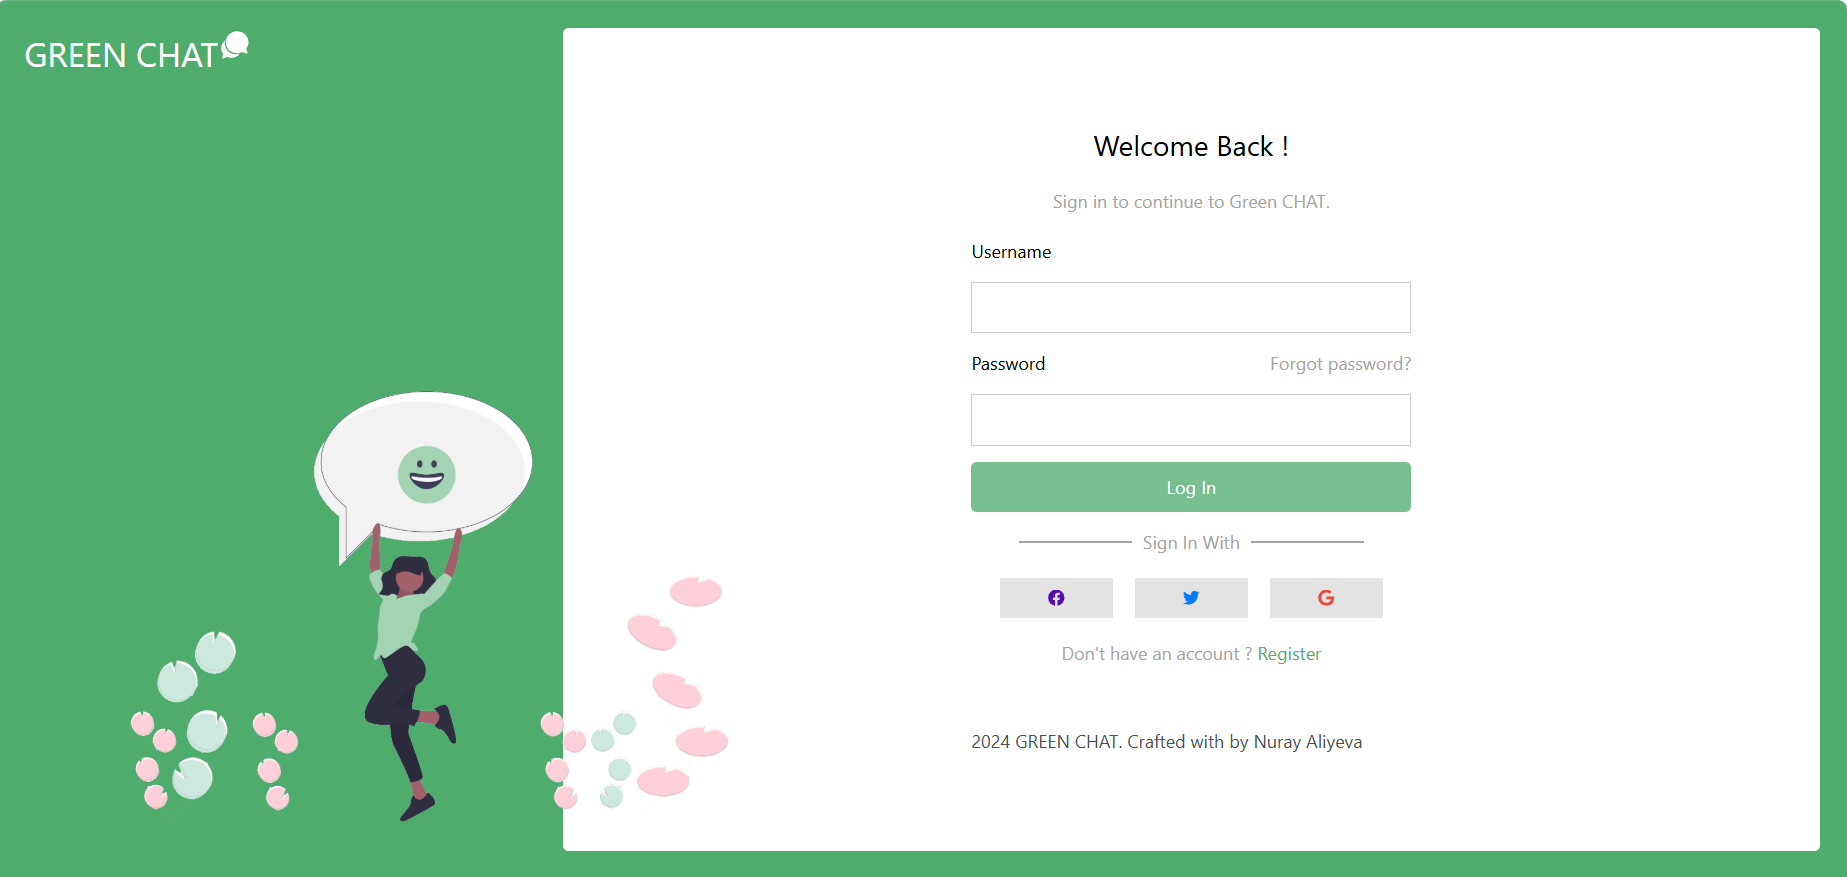 GREEN CHAT
Welcome Back !
Sign in to continue to Green CHAT.
Username
Password
Forgot password?
Log In
Sign In With
Don't have an account ? Register
2024 GREEN CHAT. Crafted with by Nuray Aliyeva